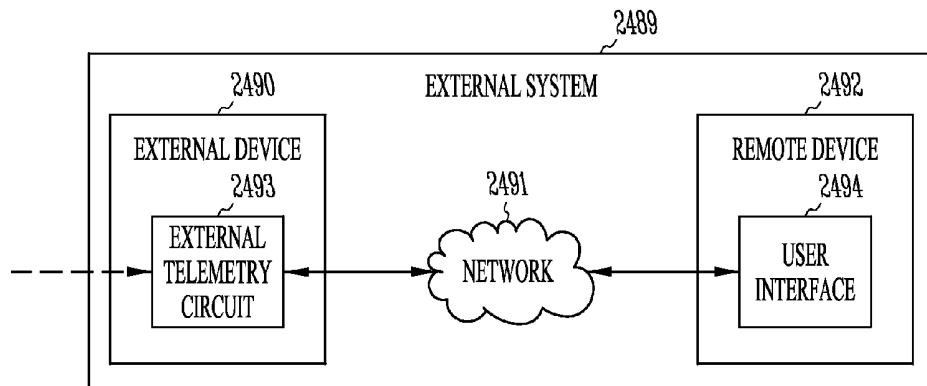 2489
EXTERNAL SYSTEM
2490
EXTERNAL DEVICE
2493
EXTERNAL
TELEMETRY
CIRCUIT
2491
NETWORK
2492
REMOTE DEVICE
2494
USER
INTERFACE